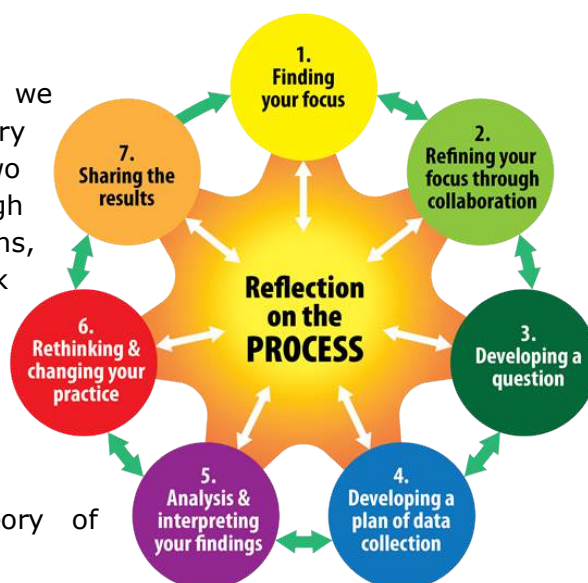 we
ry
wo
gh
ns,
k
eory of
1.
Finding
your focus
2.
Refining your
focus through
collaboration
3.
Developing a
question
4.
Developing a
plan of data
collection
5.
Analysis &
interpreting
your findings
6.
Rethinking &
changing your
practice
7.
Sharing the
results
Reflection
on the
PROCESS